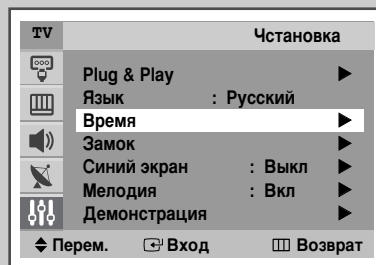 TV Чстановка
Plug & Play
Язык : Русский
Время
Замок
Синий экран : Выкл
Мелодия : Вкл
Демонстрация
Перем. Вход Возврат